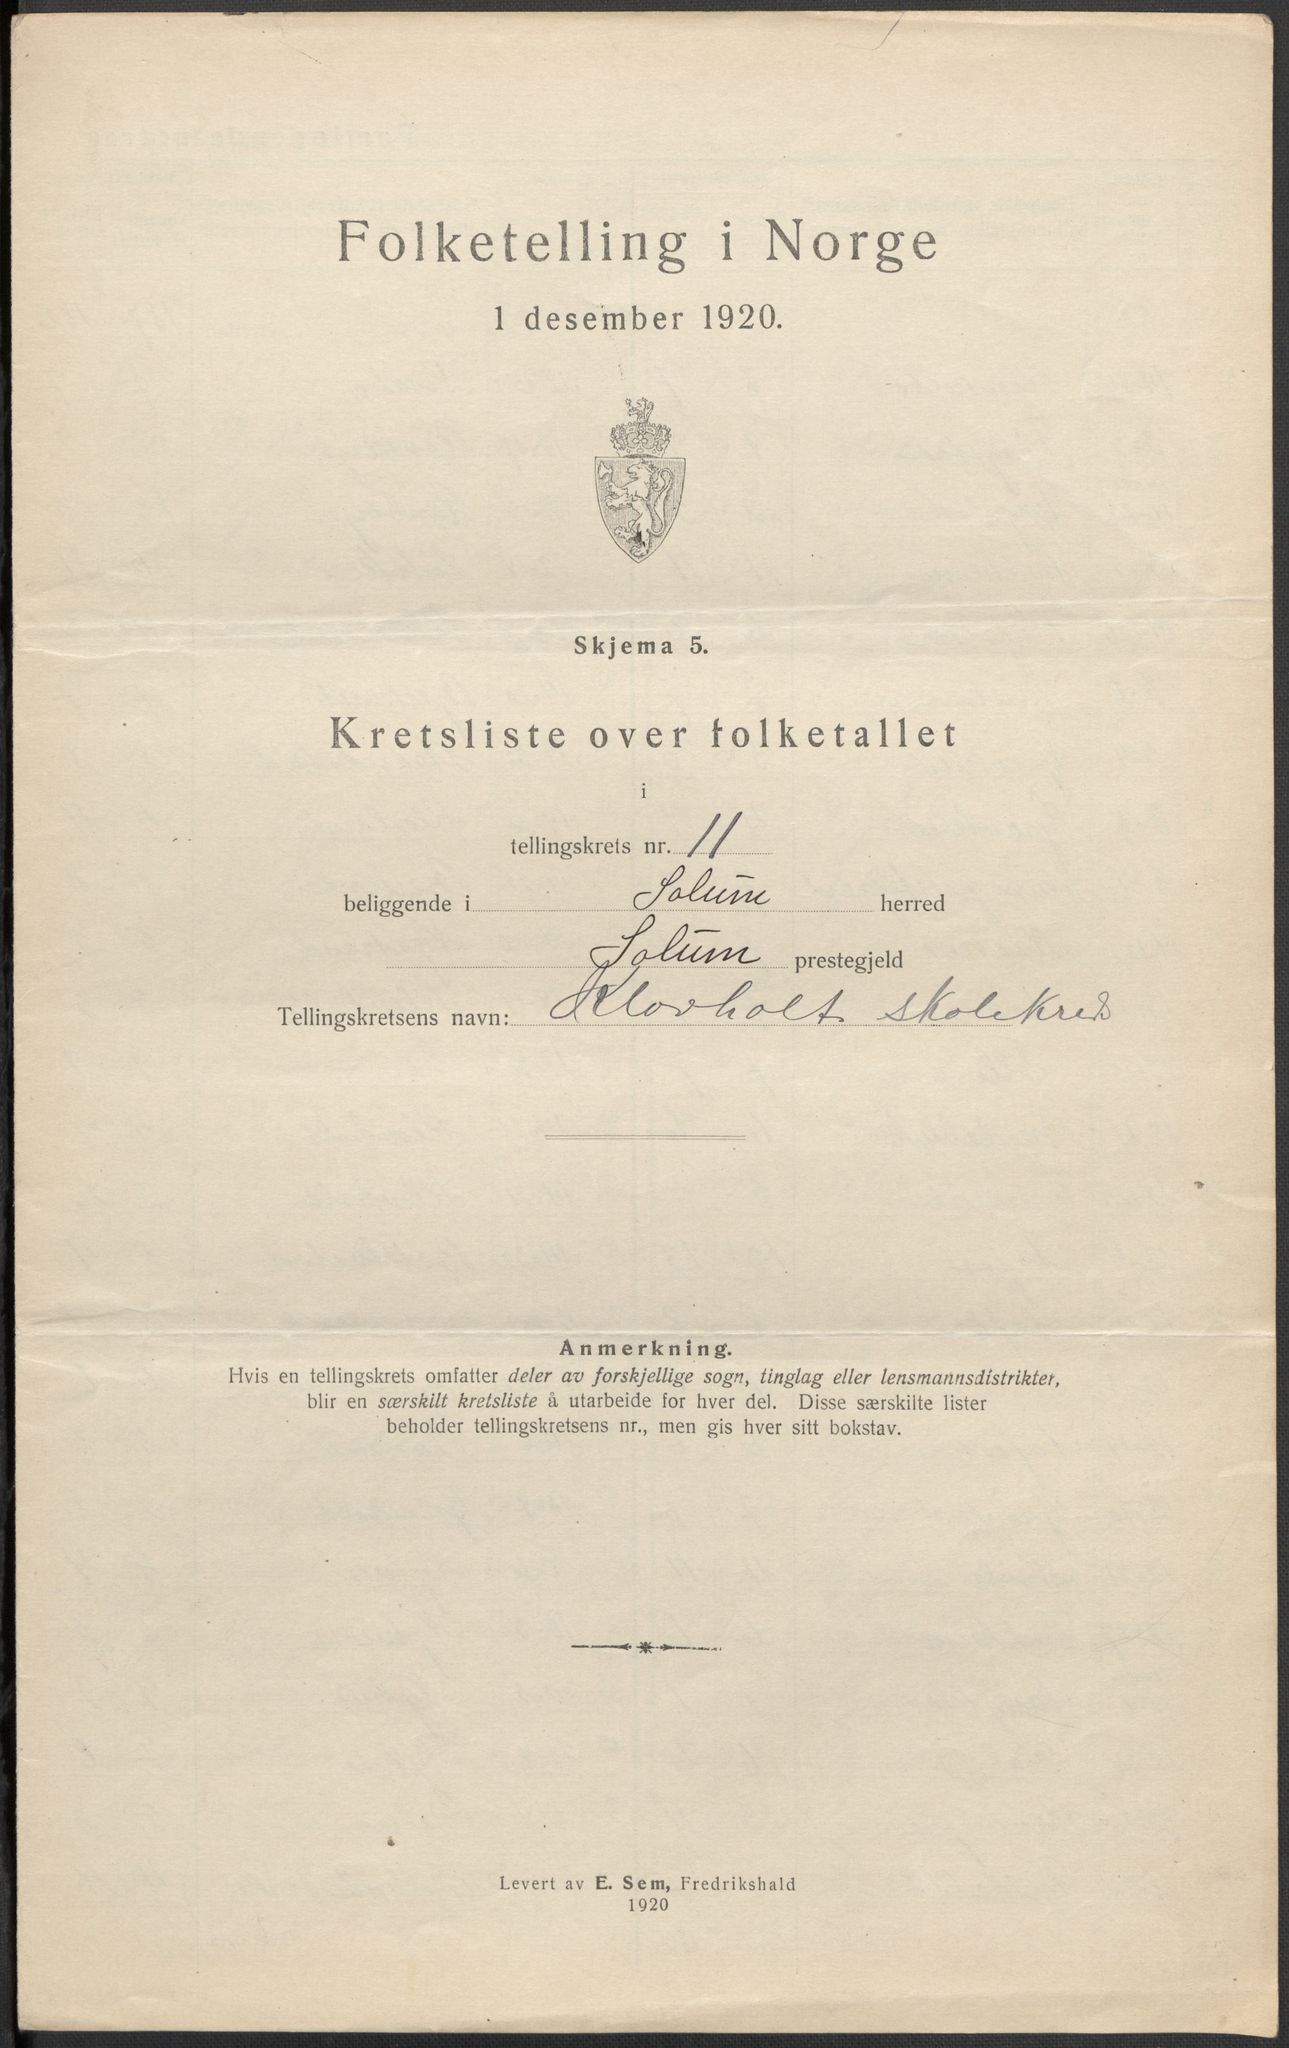 Folketelling i Norge
1 desember 1920.
Skjema 5.
Kretsliste over folketallet
i
tellingskrets nr. 11
beliggende i Solum herred
Solum prestegjeld
Tellingskretsens navn: Klovholt skolekreds
Anmerkning.
Hvis en tellingskrets omfatter deler av forskjellige sogn, tinglag eller lensmannsdistrikter,
blir en særskilt kretsliste å utarbeide for hver del. Disse særskilte lister
beholder tellingskretsens nr., men gis hver sitt bokstav.
Levert av E. Sem, Fredrikshald
1920